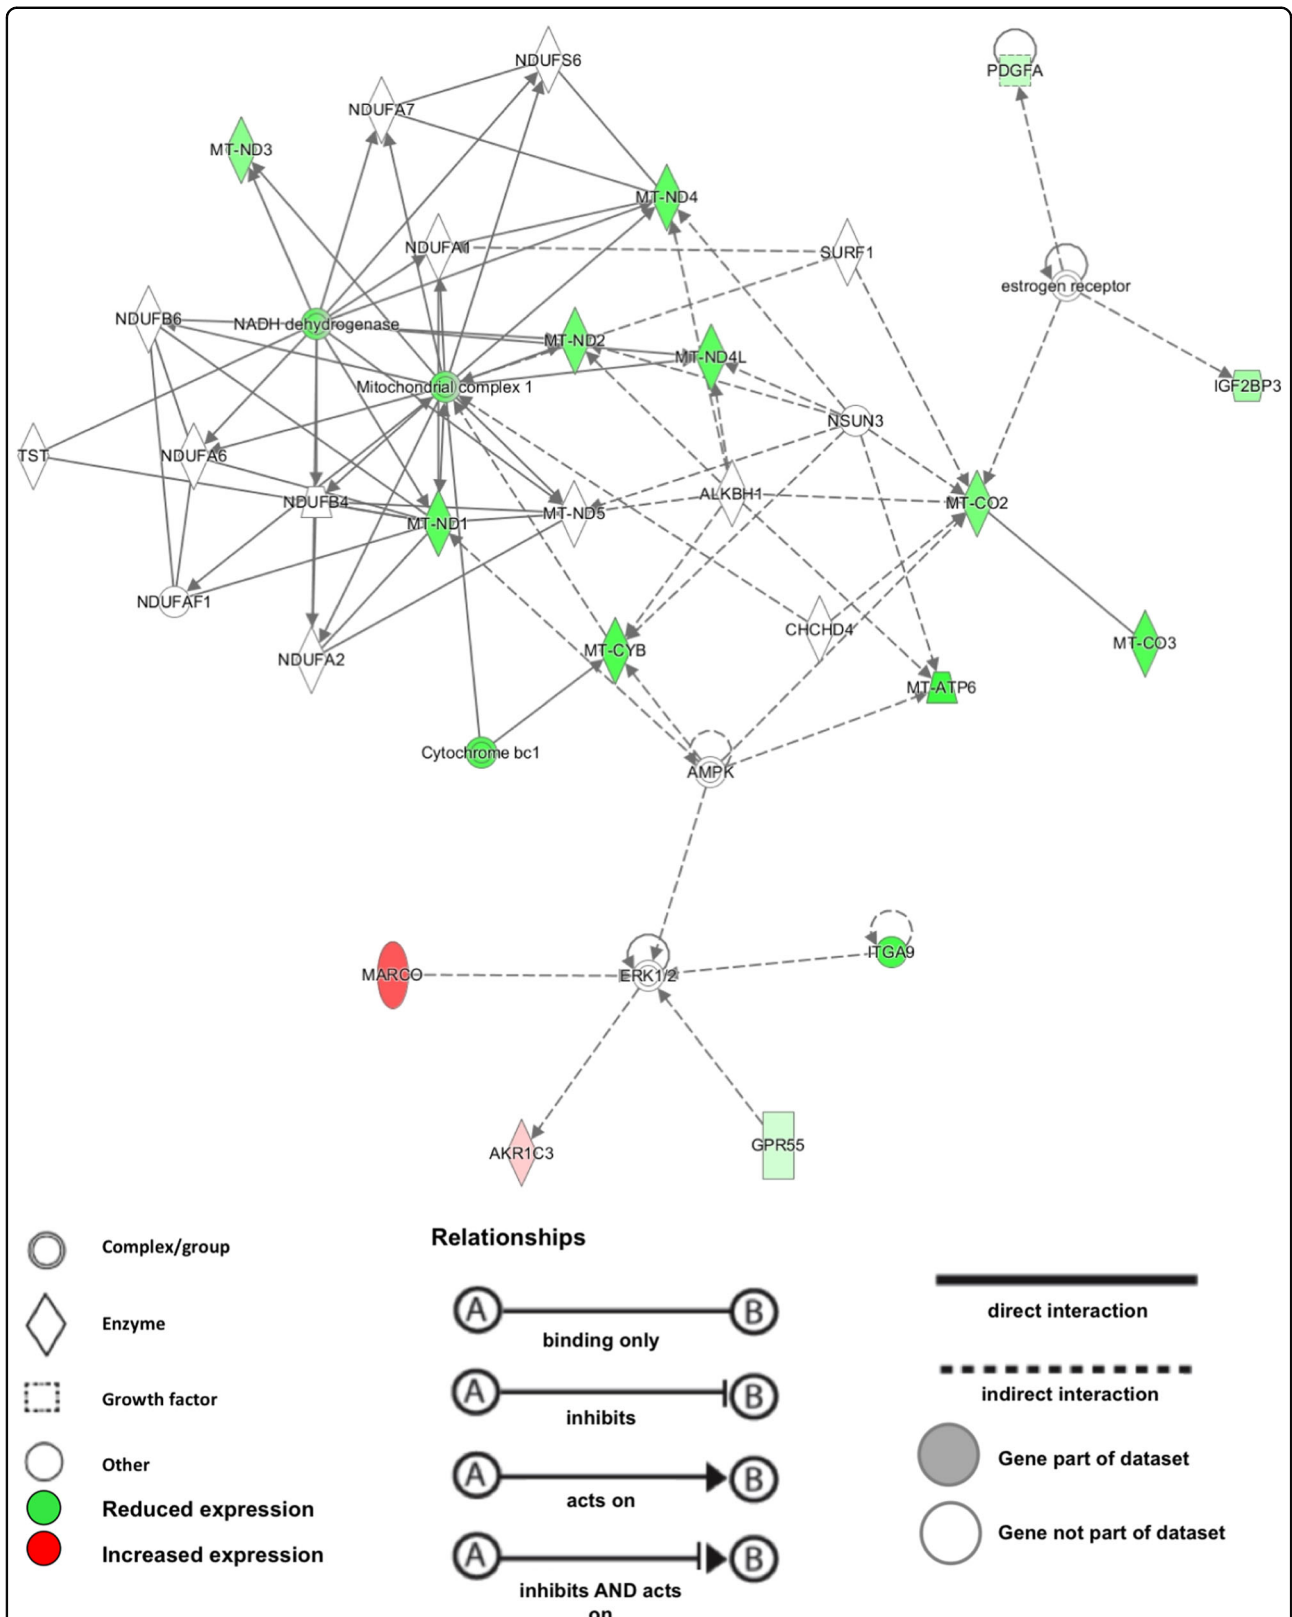 NDUFS6
PDGFA
NDUFA7
MT-ND3
MT-ND4
NDUFA1
SURF1
estrogen receptor
NDUFB6
NADH dehydrogenase
MT-ND2
MT-ND4L
Mitochondrial complex 1
IGF2BP3
NSUN3
TST
NDUFA6
NDUFB4
MT-ND1
MT-ND5
ALKBH1
MT-CO2
NDUFAF1
NDUFA2
MT-CYB
CHCHD4
MT-CO3
MT-ATP6
Cytochrome bc1
AMPK
MARCO
ERK1/2
ITGA9
AKR1C3
GPR55
Complex/group
Enzyme
Growth factor
Other
Reduced expression
Increased expression
Relationships
A B
binding only
A B
inhibits
A B
acts on
A B
inhibits AND acts
on
direct interaction
indirect interaction
Gene part of dataset
Gene not part of dataset